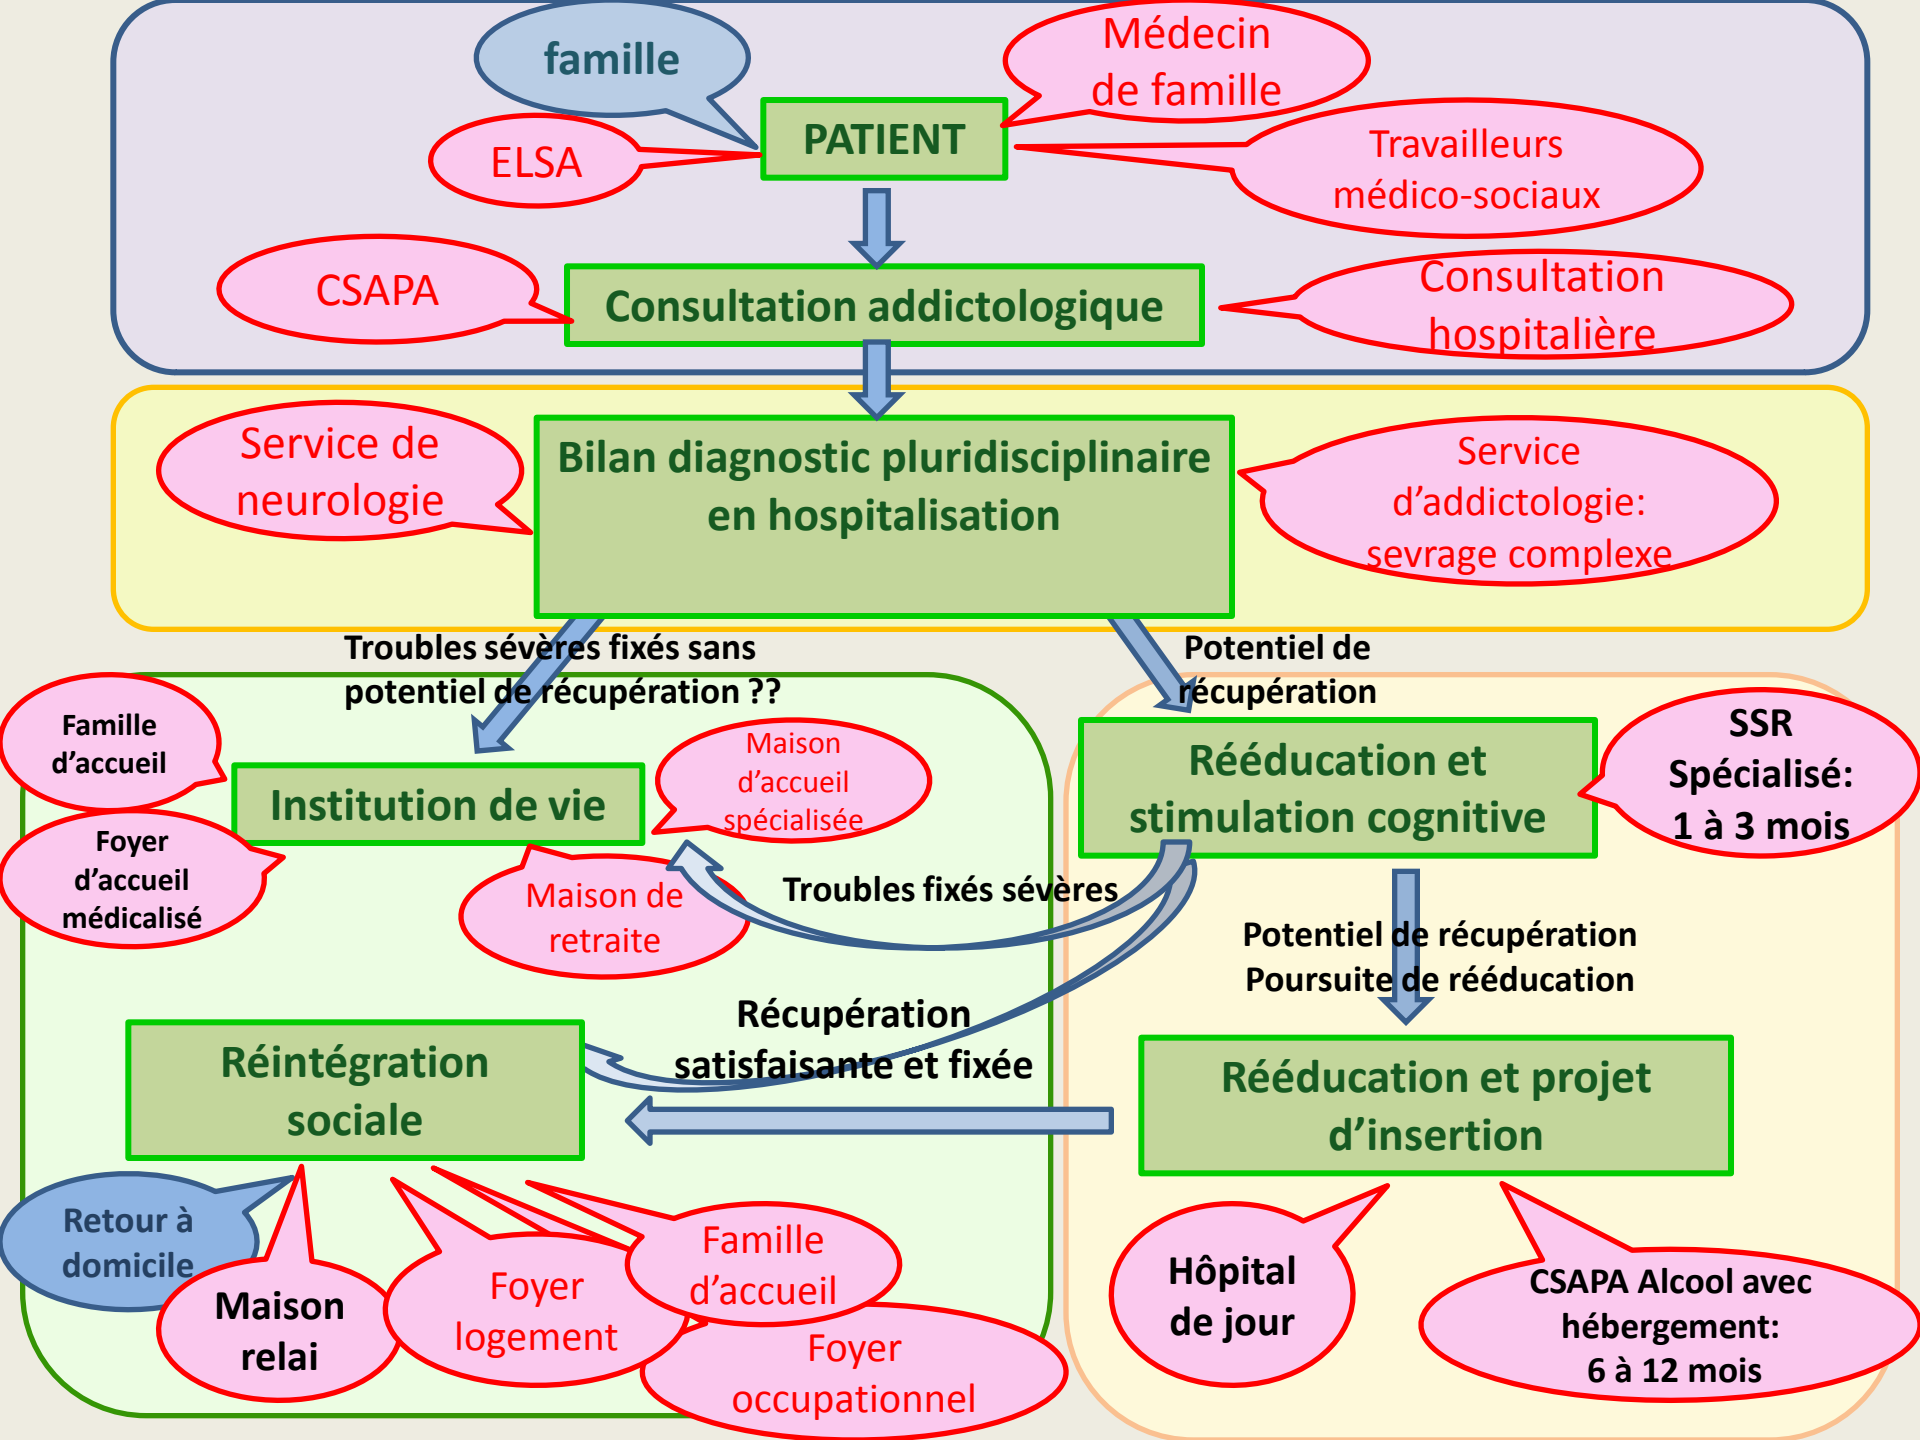 famille
Médecin
de famille
PATIENT
ELSA
Travailleurs
médico-sociaux
CSAPA
Consultation addictologique
Consultation
hospitalière
Service de
neurologie
Bilan diagnostic pluridisciplinaire
en hospitalisation
Service
d’addictologie:
sevrage complexe
Troubles sévères fixés sans
potentiel de récupération ??
Potentiel de
récupération
Famille
d’accueil
Institution de vie
Maison
d’accueil
spécialisée
Rééducation et
stimulation cognitive
SSR
Spécialisé:
1 à 3 mois
Foyer
d’accueil
médicalisé
Maison de
retraite
Troubles fixés sévères
Potentiel de récupération
Poursuite de rééducation
Récupération
satisfaisante et fixée
Réintégration
sociale
Rééducation et projet
d’insertion
Retour à
domicile
Maison
relai
Foyer
logement
Famille
d’accueil
Foyer
occupationnel
Hôpital
de jour
CSAPA Alcool avec
hébergement:
6 à 12 mois